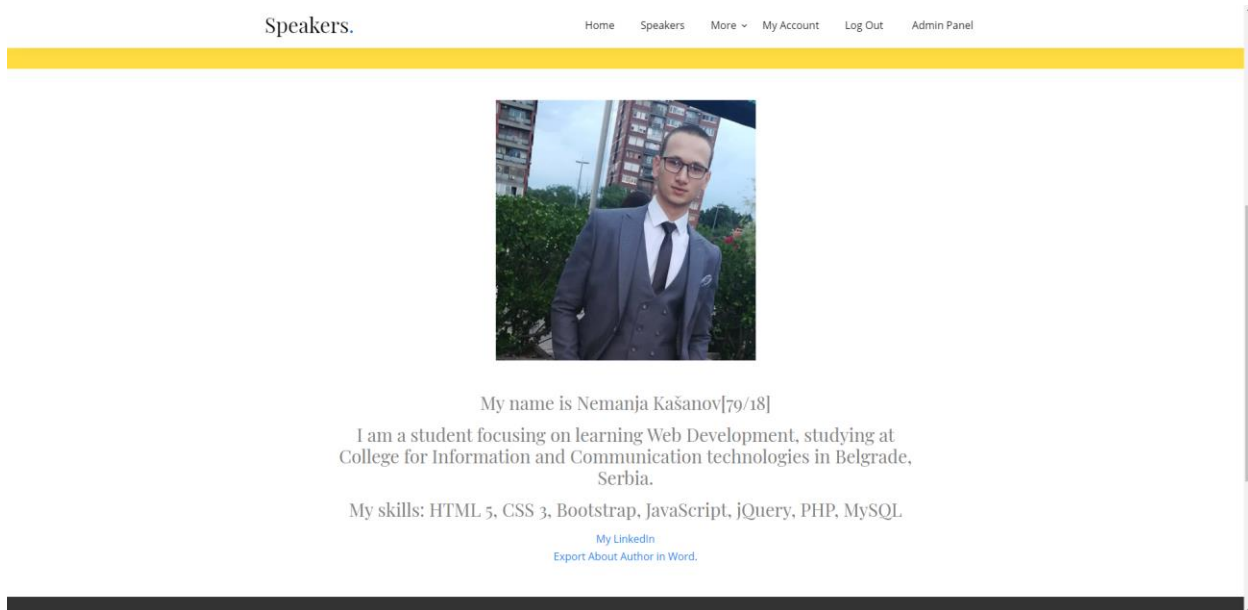 Speakers.
Home Speakers More My Account Log Out Admin Panel
My name is Nemanja Kašanov[79/18]
I am a student focusing on learning Web Development, studying at
College for Information and Communication technologies in Belgrade,
Serbia.
My skills: HTML 5, CSS 3, Bootstrap, JavaScript, jQuery, PHP, MySQL
My LinkedIn
Export About Author in Word.